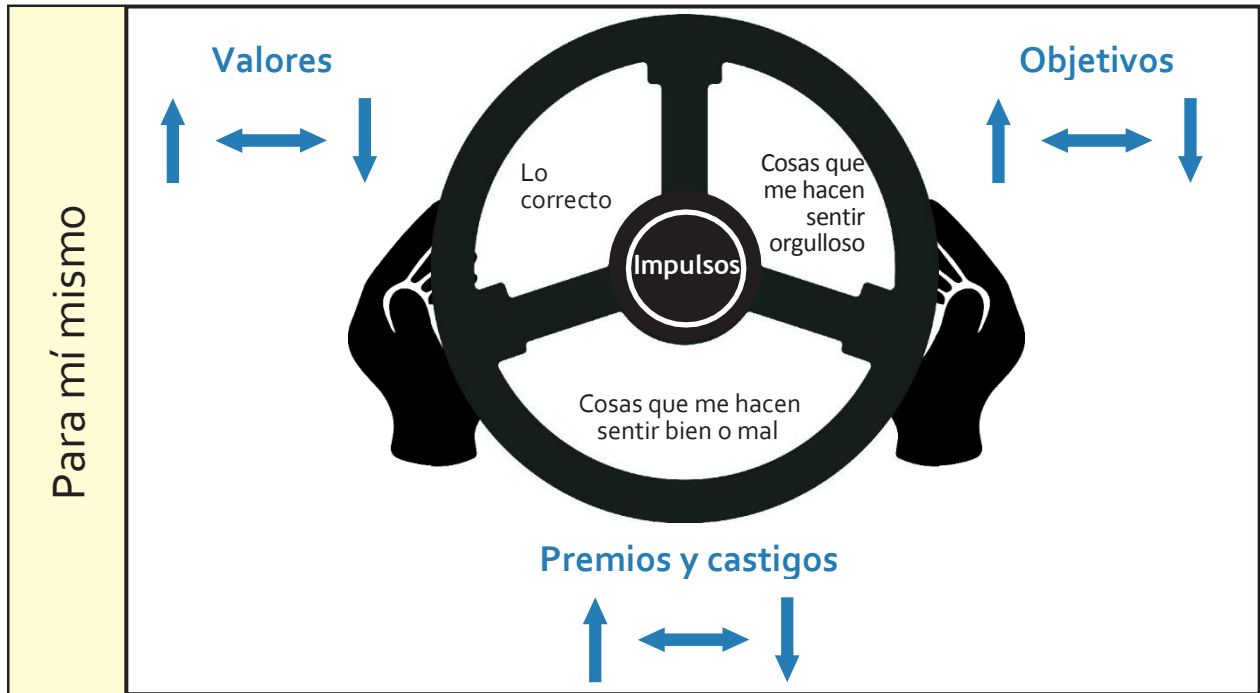 Para mí mismo
Valores
Objetivos
Lo
correcto
Cosas que
me hacen
sentir
orgulloso
Impulsos
Cosas que me hacen
sentir bien o mal
Premios y castigos